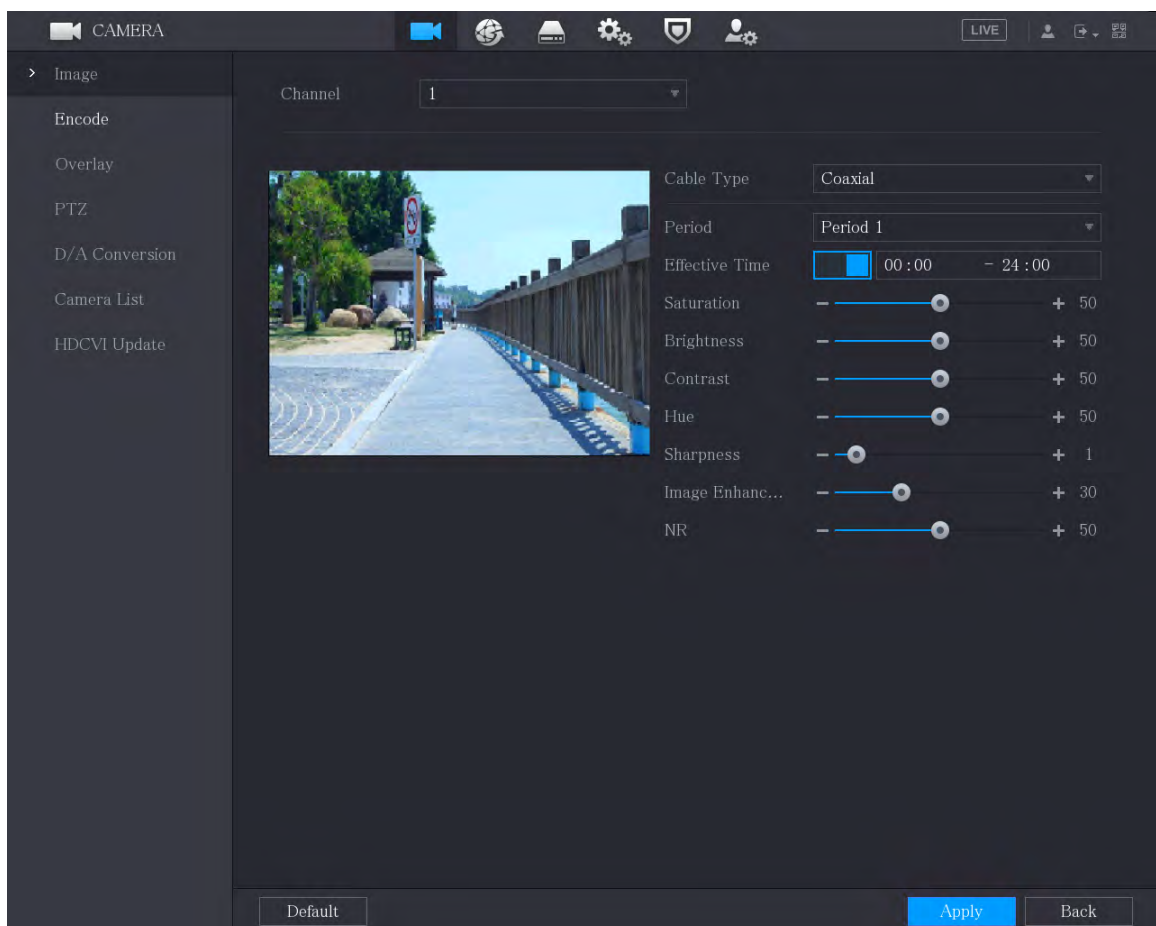 CAMERA
LIVE
Image
Encode
Overlay
PTZ
D/A Conversion
Camera List
HDCVI Update
Channel 1
Cable Type Coaxial
Period Period 1
Effective Time 00:00 - 24:00
Saturation - + 50
Brightness - + 50
Contrast - + 50
Hue - + 50
Sharpness - + 1
Image Enhanc... - + 30
NR - + 50
Default Apply Back